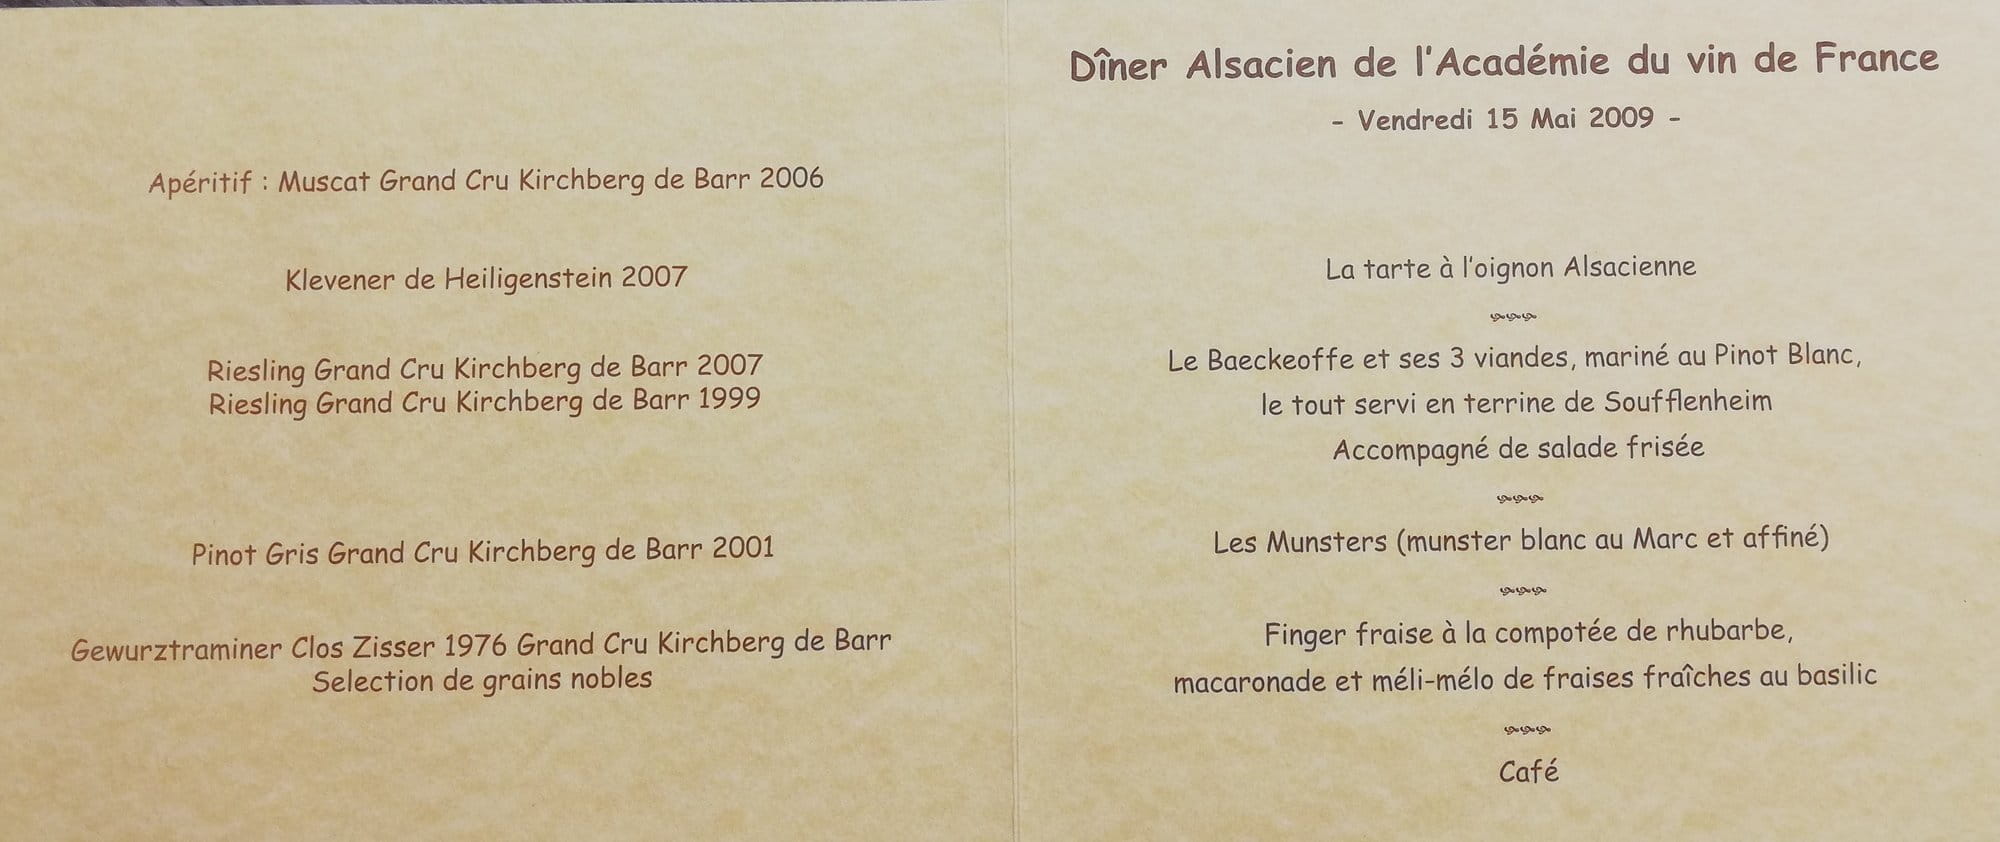 Apéritif : Muscat Grand Cru Kirchberg de Barr 2006
Klevener de Heiligenstein 2007
Riesling Grand Cru Kirchberg de Barr 2007
Riesling Grand Cru Kirchberg de Barr 1999
Pinot Gris Grand Cru Kirchberg de Barr 2001
Gewurztraminer Clos Zisser 1976 Grand Cru Kirchberg de Barr
Selection de grains nobles
Dîner Alsacien de l'Académie du vin de France
- Vendredi 15 Mai 2009 -
La tarte à l'oignon Alsacienne
Le Baeckeoffe et ses 3 viandes, mariné au Pinot Blanc,
le tout servi en terrine de Soufflenheim
Accompagné de salade frisée
Les Munsters (munster blanc au Marc et affiné)
Finger fraise à la compotée de rhubarbe,
macaronade et méli-mélo de fraises fraîches au basilic
Café